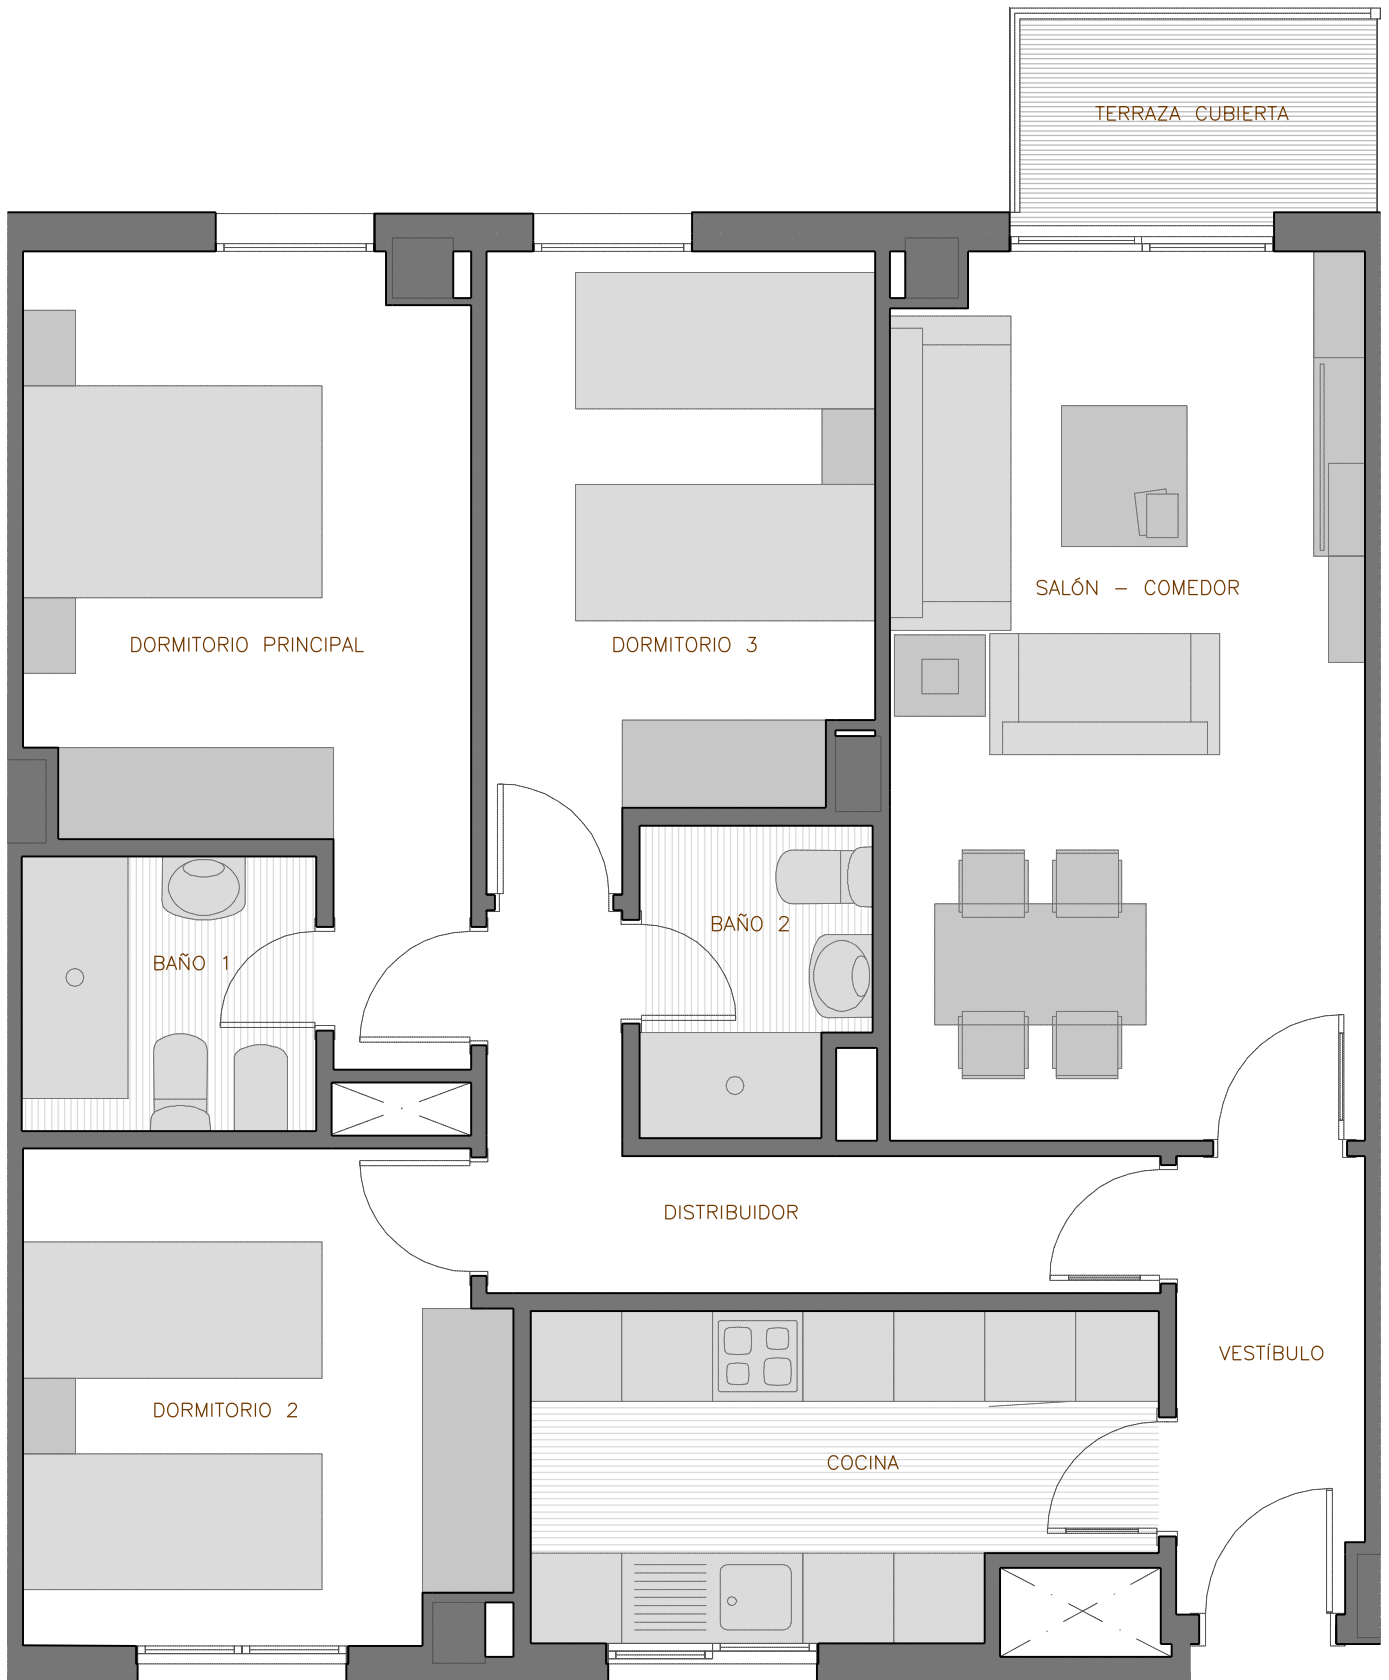 TERRAZA CUBIERTA
SALÓN - COMEDOR
DORMITORIO PRINCIPAL
DORMITORIO 3
BAÑO 2
BAÑO 1
DISTRIBUIDOR
VESTÍBULO
DORMITORIO 2
COCINA